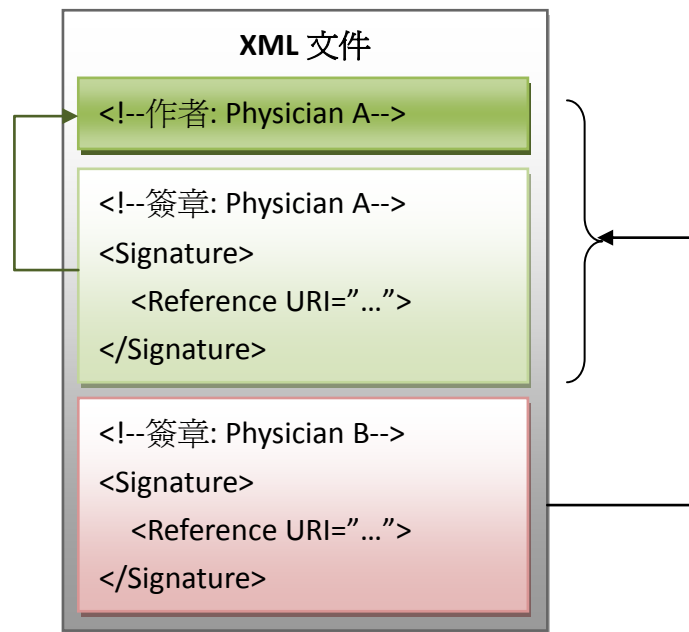 XML 文件
<!--作者: Physician A-->
<!--簽章: Physician A-->
<Signature>
<Reference URI=”…”>
</Signature>
<!--簽章: Physician B-->
<Signature>
<Reference URI=”…”>
</Signature>